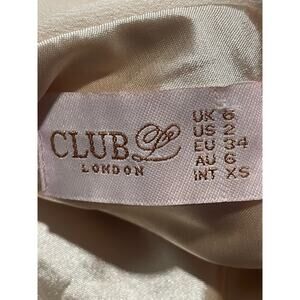 CLUB L
LONDON
UK 6
US 2
EU 34
AU 6
INT XS